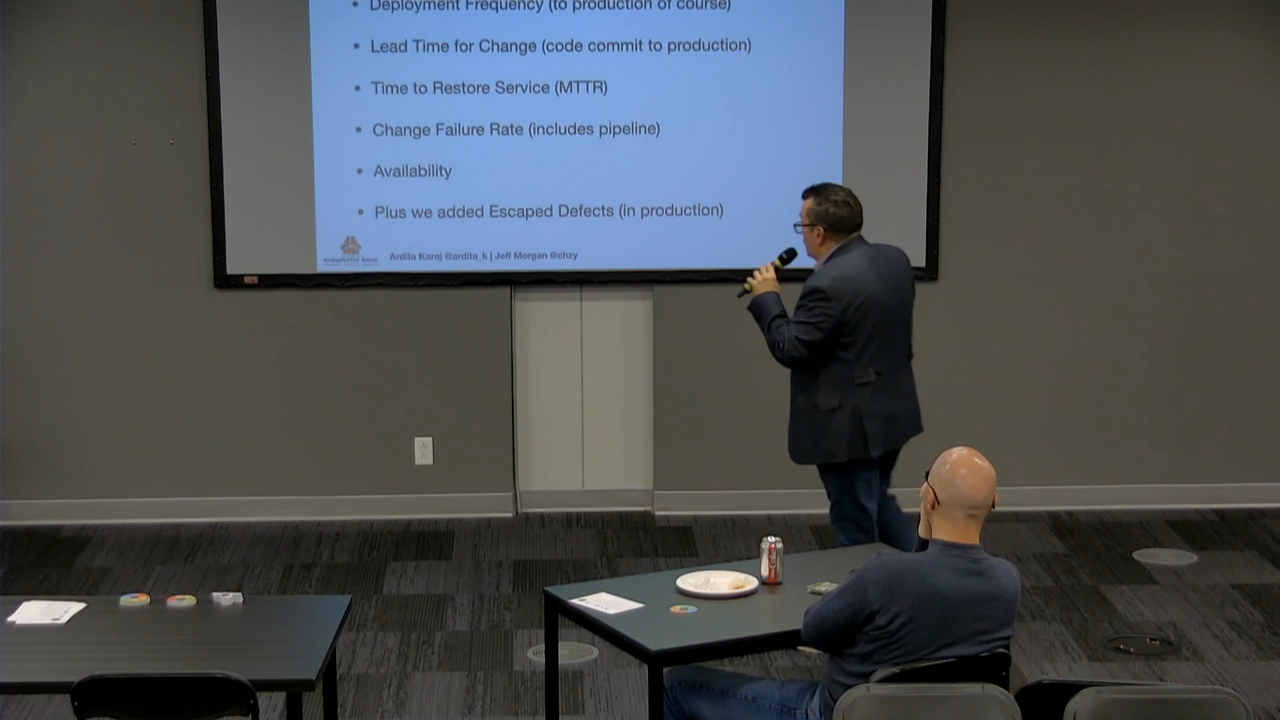 • Deployment Frequency (to production of course)
• Lead Time for Change (code commit to production)
• Time to Restore Service (MTTR)
• Change Failure Rate (includes pipeline)
• Availability
• Plus we added Escaped Defects (in production)
Ardita Karaj @ardita_k | Jeff Morgan @chzy